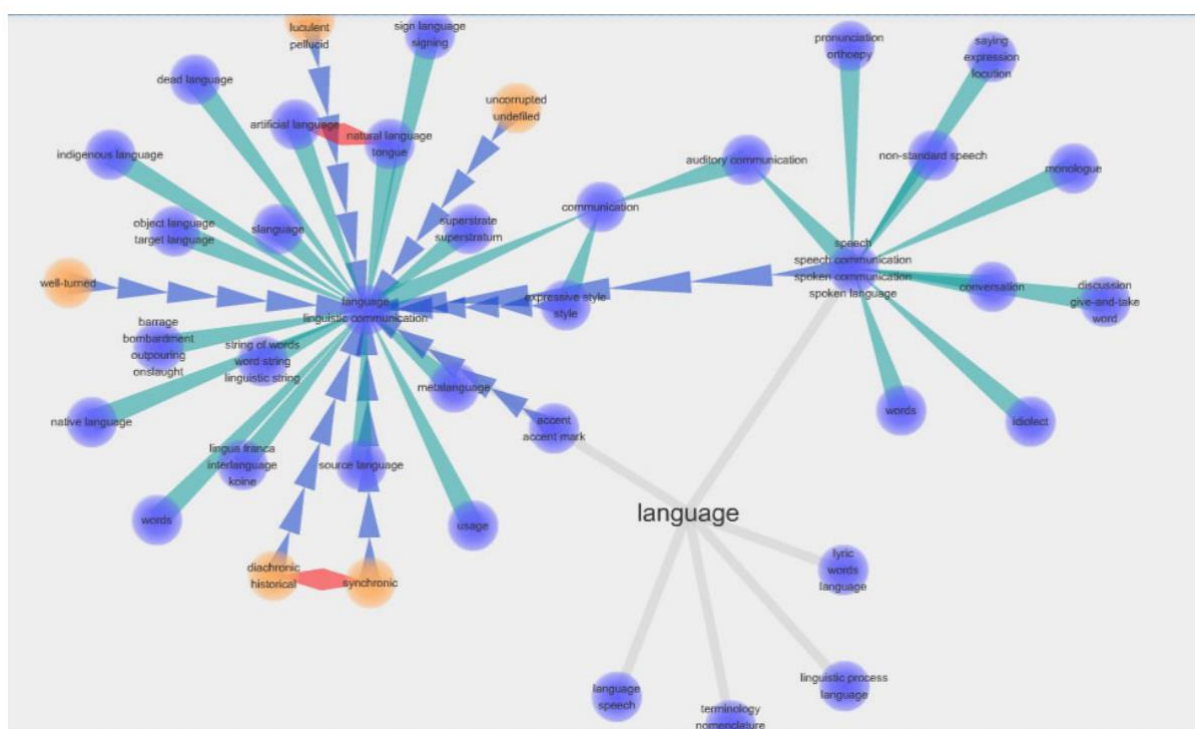 luculent
pellucid
sign language
signing
pronunciation
orthoepy
saying
expression
locution
dead language
uncorrupted
undefiled
artificial language
natural language
tongue
indigenous language
auditory communication
non-standard speech
monologue
object language
target language
slanguage
superstrate
superstratum
communication
speech
speech communication
spoken communication
spoken language
well-turned
language
linguistic communication
expressive style
style
conversation
discussion
give-and-take
word
barrage
bombardment
outpouring
onslaught
string of words
word string
linguistic string
metalanguage
native language
accent
accent mark
words
idiolect
lingua franca
interlanguage
koine
source language
words
usage
language
diachronic
historical
synchronic
lyric
words
language
language
speech
terminology
nomenclature
linguistic process
language